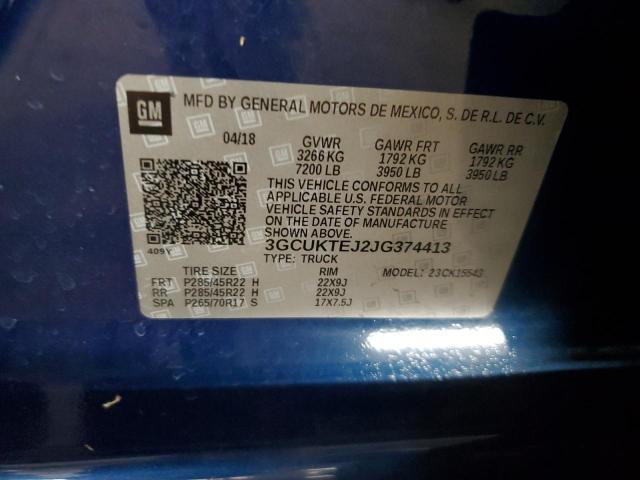 GM MFD BY GENERAL MOTORS DE MEXICO, S. DE R.L. DE C.V.
04/18 GVWR GAWR FRT GAWR RR
3266 KG 1792 KG 1792 KG
7200 LB 3950 LB 3950 LB
THIS VEHICLE CONFORMS TO ALL
APPLICABLE U.S. FEDERAL MOTOR
VEHICLE SAFETY STANDARDS IN EFFECT
ON THE DATE OF MANUFACTURE
SHOWN ABOVE.
409Y 3GCUKTEJ2JG374413
TYPE: TRUCK
TIRE SIZE RIM MODEL: 23CK15543
FRT P285/45R22 H 22X9J
RR P285/45R22 H 22X9J
SPA P265/70R17 S 17X7.5J